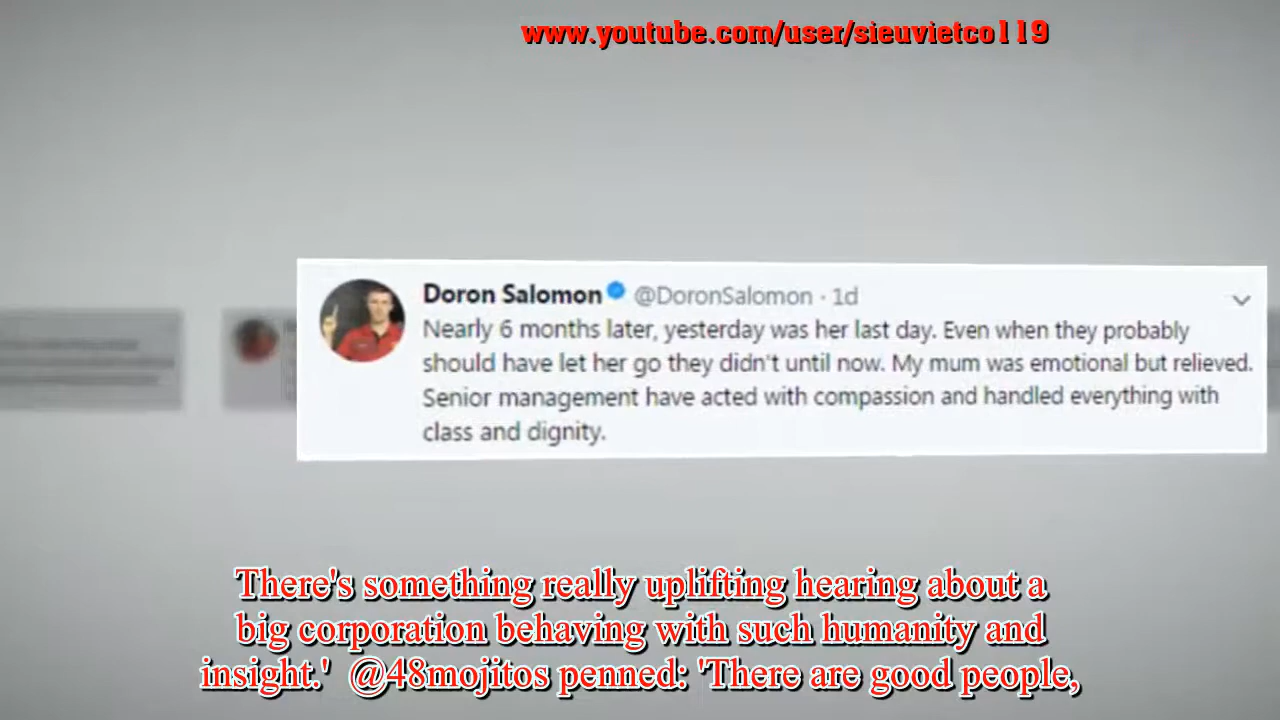 www.youtube.com/user/sieuvietco119
Doron Salomon @DoronSalomon · 1d
Nearly 6 months later, yesterday was her last day. Even when they probably
should have let her go they didn't until now. My mum was emotional but relieved.
Senior management have acted with compassion and handled everything with
class and dignity.
There's something really uplifting hearing about a
big corporation behaving with such humanity and
insight.' @48mojitos penned: 'There are good people,